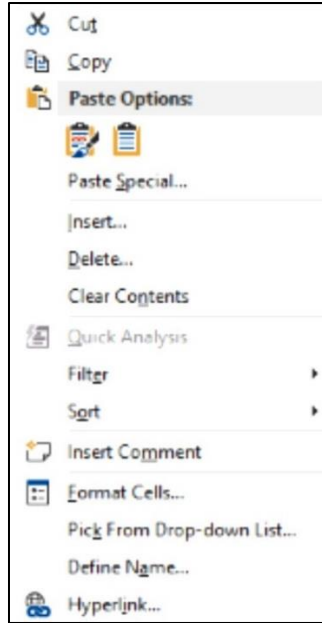 Cut
Copy
Paste Options:
Paste Special...
Insert...
Delete...
Clear Contents
Quick Analysis
Filter
Sort
Insert Comment
Format Cells...
Pick From Drop-down List...
Define Name...
Hyperlink...